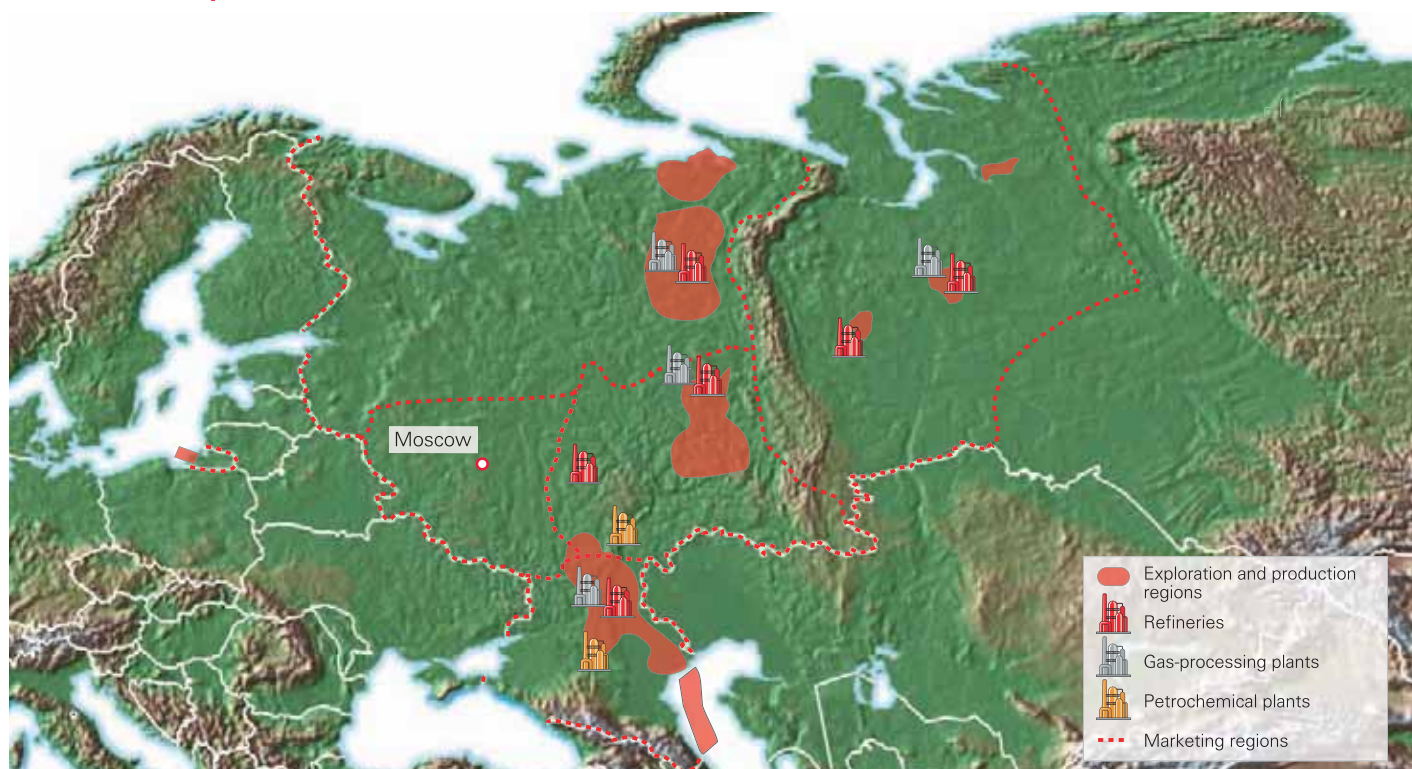 Moscow
Exploration and production
regions
Refineries
Gas-processing plants
Petrochemical plants
Marketing regions